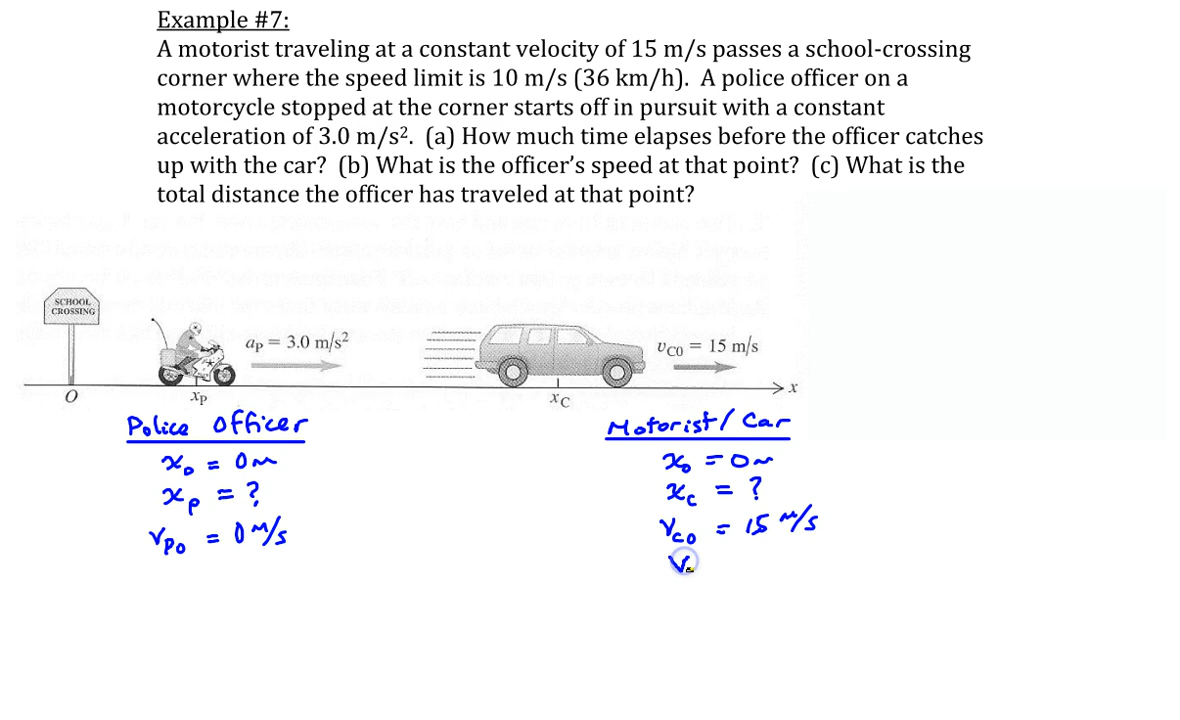 Example #7:
A motorist traveling at a constant velocity of 15 m/s passes a school-crossing
corner where the speed limit is 10 m/s (36 km/h). A police officer on a
motorcycle stopped at the corner starts off in pursuit with a constant
acceleration of 3.0 m/s². (a) How much time elapses before the officer catches
up with the car? (b) What is the officer's speed at that point? (c) What is the
total distance the officer has traveled at that point?
SCHOOL
CROSSING
aP = 3.0 m/s²
vC0 = 15 m/s
O
xP
xC
x
Police Officer
x₀ = 0 m
xp = ?
vpo = 0 m/s
Motorist/ Car
x₀ = 0 m
xc = ?
vco = 15 m/s
v